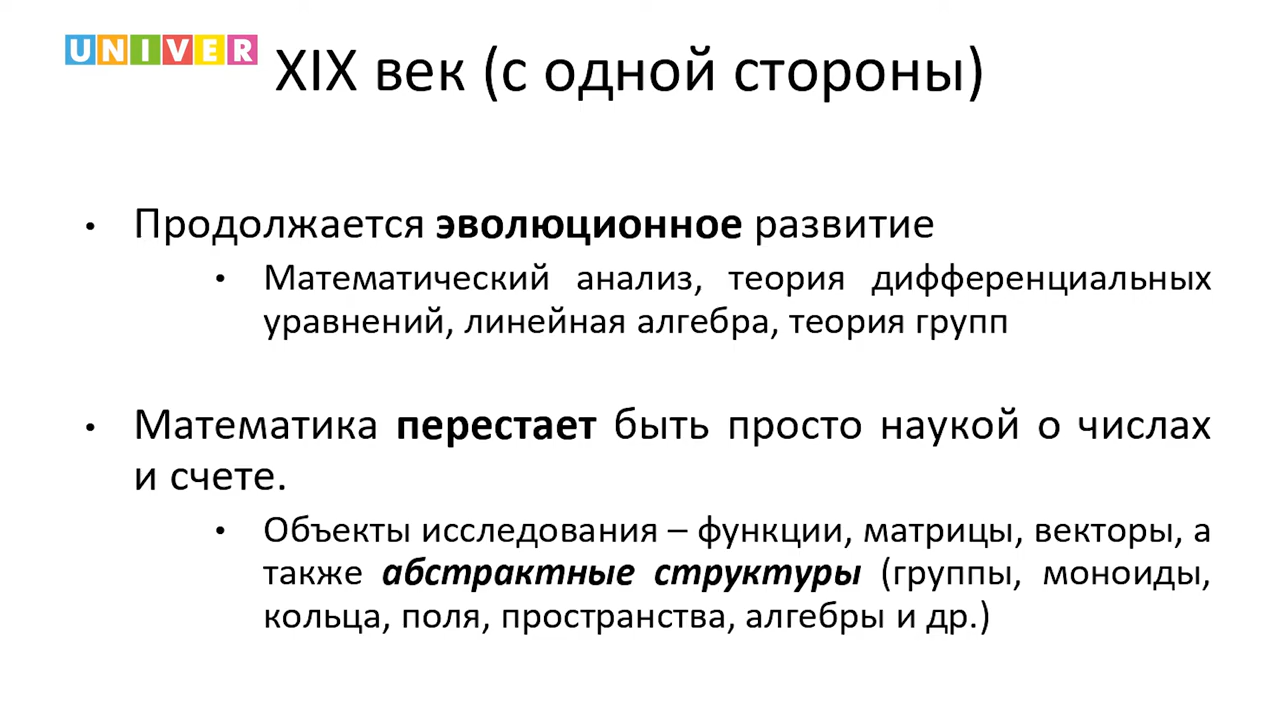 UNIVER
XIX век (с одной стороны)
• Продолжается эволюционное развитие
• Математический анализ, теория дифференциальных
уравнений, линейная алгебра, теория групп
• Математика перестает быть просто наукой о числах
и счете.
• Объекты исследования – функции, матрицы, векторы, а
также абстрактные структуры (группы, моноиды,
кольца, поля, пространства, алгебры и др.)